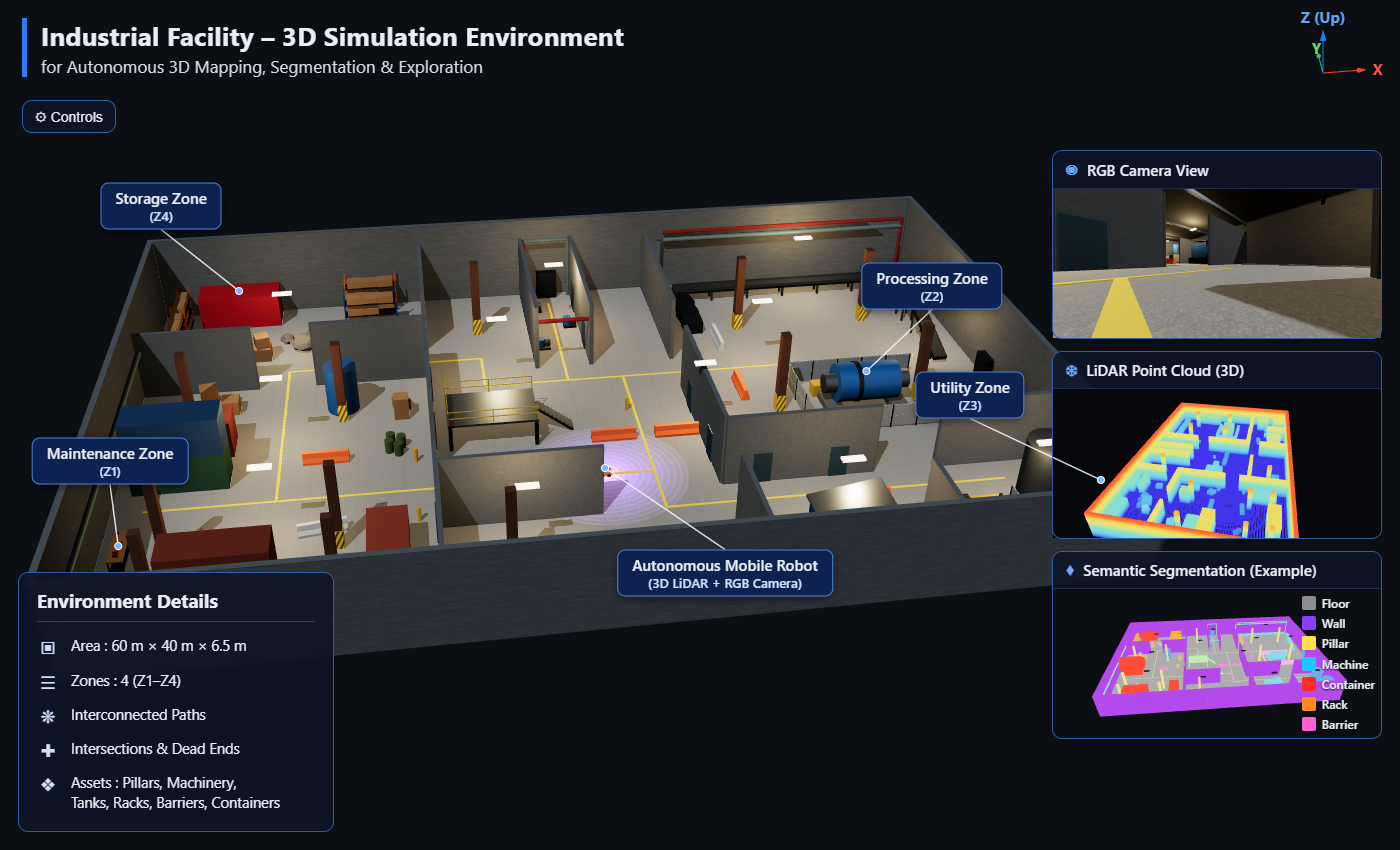 Industrial Facility – 3D Simulation Environment
for Autonomous 3D Mapping, Segmentation & Exploration
Z (Up)
Y
X
⚙ Controls
Storage Zone
(Z4)
Processing Zone
(Z2)
Utility Zone
(Z3)
Maintenance Zone
(Z1)
Autonomous Mobile Robot
(3D LiDAR + RGB Camera)
RGB Camera View
LiDAR Point Cloud (3D)
Semantic Segmentation (Example)
Floor
Wall
Pillar
Machine
Container
Rack
Barrier
Environment Details
Area : 60 m × 40 m × 6.5 m
Zones : 4 (Z1–Z4)
Interconnected Paths
Intersections & Dead Ends
Assets : Pillars, Machinery,
Tanks, Racks, Barriers, Containers